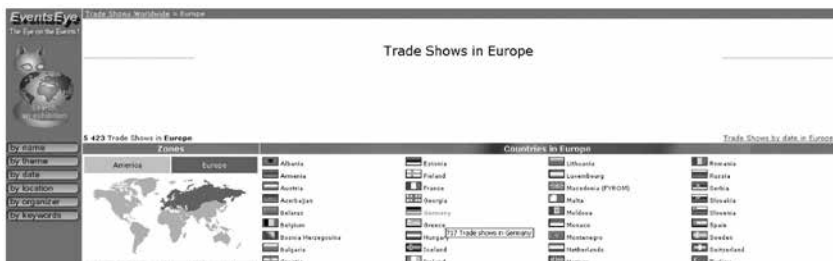 EventsEye
The Eye on the Events!
Trade Shows Worldwide > Europe
Trade Shows in Europe
5 423 Trade Shows in Europe
Trade Shows by date in Europe
by name
by theme
by date
by location
by organizer
by keywords
Zones
America Europe
Countries in Europe
Albania Estonia Lithuania Romania
Armenia Finland Luxembourg Russia
Austria France Macedonia (FYROM) Serbia
Azerbaijan Georgia Malta Slovakia
Belarus Germany Moldova Slovenia
Belgium Greece Monaco Spain
717 Trade shows in Germany
Bosnia Herzegovina Hungary Montenegro Sweden
Bulgaria Iceland Netherlands Switzerland